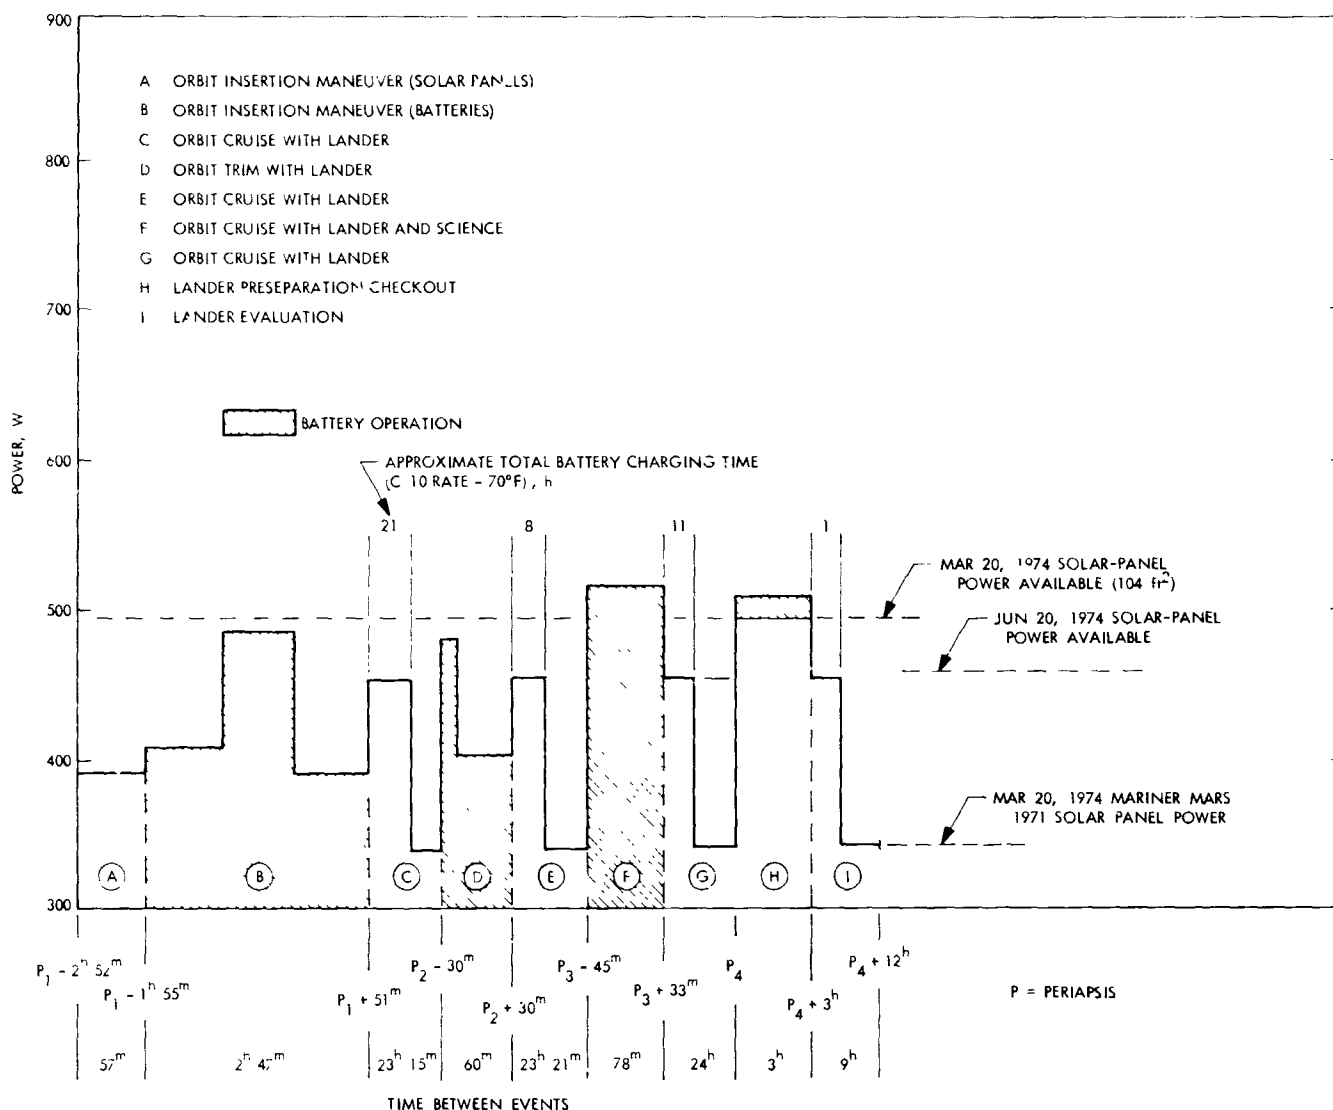 900
A ORBIT INSERTION MANEUVER (SOLAR PANELS)
B ORBIT INSERTION MANEUVER (BATTERIES)
C ORBIT CRUISE WITH LANDER
800
D ORBIT TRIM WITH LANDER
E ORBIT CRUISE WITH LANDER
F ORBIT CRUISE WITH LANDER AND SCIENCE
G ORBIT CRUISE WITH LANDER
H LANDER PRESEPARATION CHECKOUT
700
I LANDER EVALUATION
BATTERY OPERATION
POWER, W
600
APPROXIMATE TOTAL BATTERY CHARGING TIME
(C 10 RATE - 70°F), h
21 8 11 1
MAR 20, 1974 SOLAR-PANEL
POWER AVAILABLE (104 ft²)
500
JUN 20, 1974 SOLAR-PANEL
POWER AVAILABLE
400
MAR 20, 1974 MARINER MARS
1971 SOLAR PANEL POWER
A B C D E F G H I
300
P₁ - 2ʰ 52ᵐ P₂ - 30ᵐ P₃ - 45ᵐ P₄ P₄ + 12ʰ
P₁ - 1ʰ 55ᵐ P₁ + 51ᵐ P₂ + 30ᵐ P₃ + 33ᵐ P₄ + 3ʰ
P = PERIAPSIS
57ᵐ 2ʰ 47ᵐ 23ʰ 15ᵐ 60ᵐ 23ʰ 21ᵐ 78ᵐ 24ʰ 3ʰ 9ʰ
TIME BETWEEN EVENTS